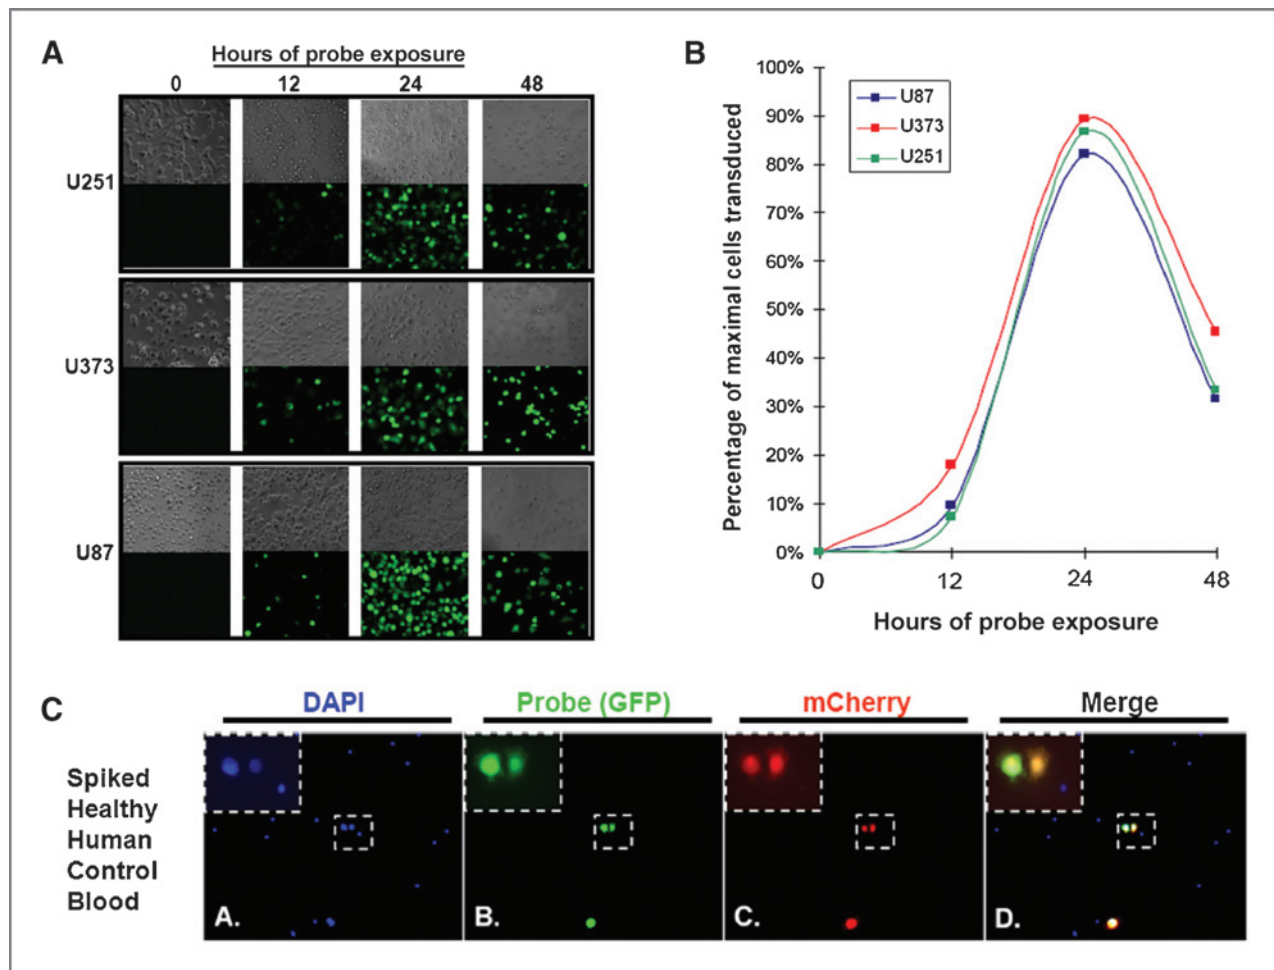 A
Hours of probe exposure
0 12 24 48
U251
U373
U87
B
Percentage of maximal cells transduced
100%
90%
80%
70%
60%
50%
40%
30%
20%
10%
0%
U87
U373
U251
0 12 24 48
Hours of probe exposure
C
DAPI Probe (GFP) mCherry Merge
Spiked
Healthy
Human
Control
Blood
A. B. C. D.